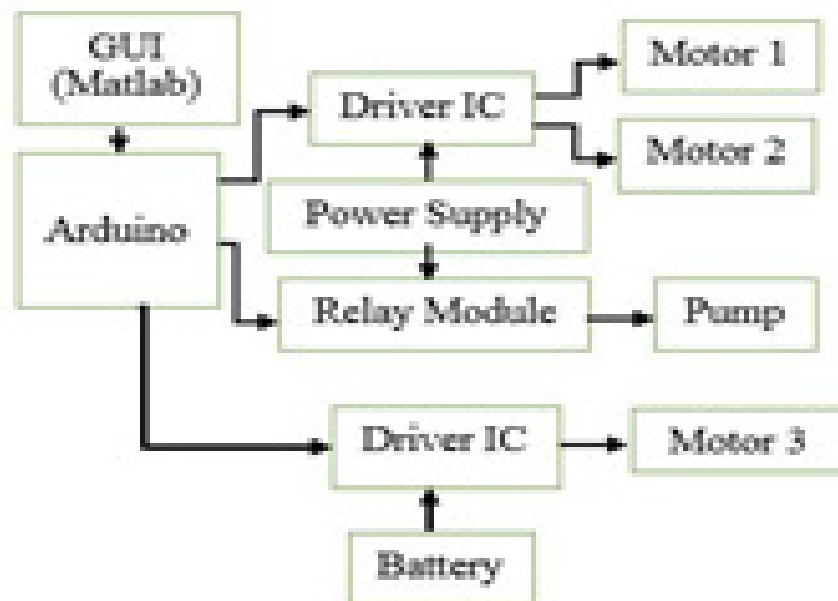 GUI
(Matlab)
Arduino
Driver IC
Motor 1
Motor 2
Power Supply
Relay Module
Pump
Driver IC
Motor 3
Battery